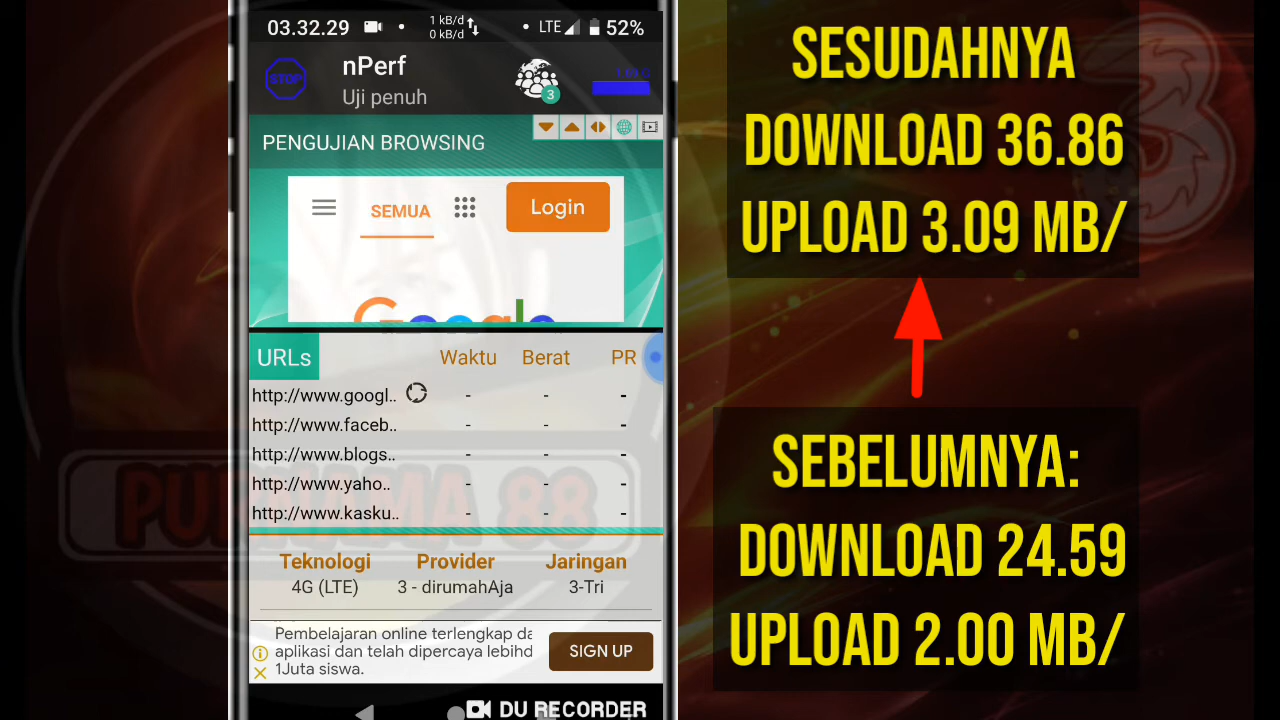 03.32.29
1 kB/d
0 kB/d
LTE
52%
STOP
nPerf
Uji penuh
3
PENGUJIAN BROWSING
SEMUA
Login
Google
URLs Waktu Berat PR
http://www.googl.. - - -
http://www.faceb.. - - -
http://www.blogs.. - - -
http://www.yaho.. - - -
http://www.kasku.. - - -
Teknologi Provider Jaringan
4G (LTE) 3 - dirumahAja 3-Tri
Pembelajaran online terlengkap da
aplikasi dan telah dipercaya lebihd
1Juta siswa.
SIGN UP
DU RECORDER
PURNAMA 88
SESUDAHNYA
DOWNLOAD 36.86
UPLOAD 3.09 MB/
3
SEBELUMNYA:
DOWNLOAD 24.59
UPLOAD 2.00 MB/